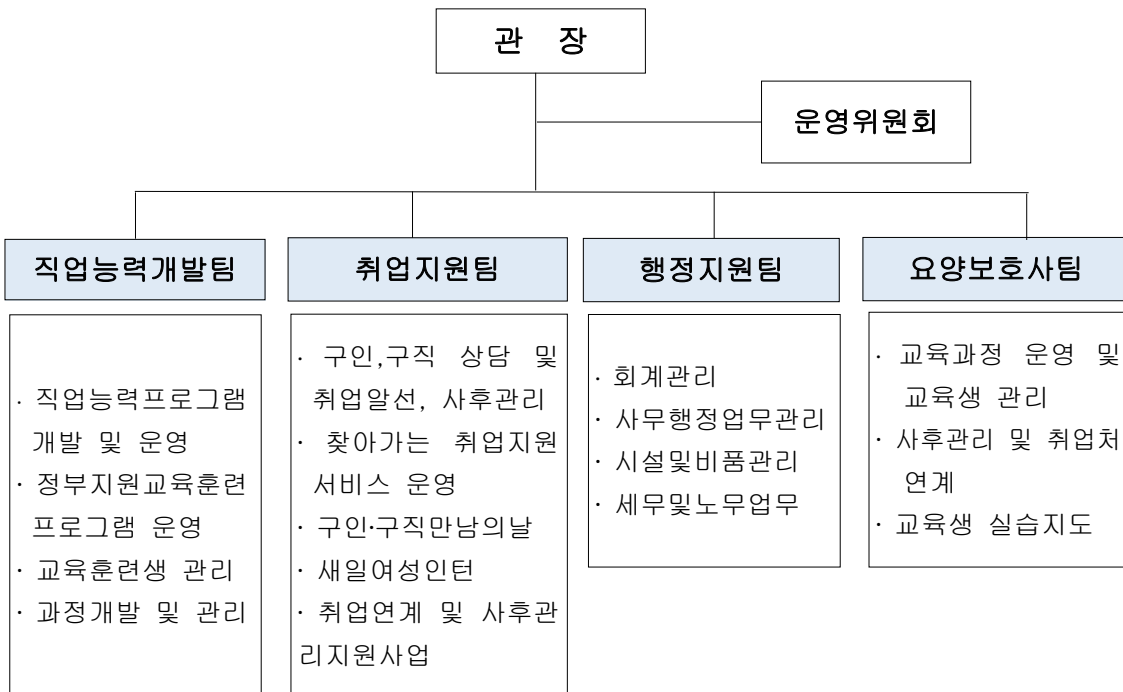 관 장
운영위원회
직업능력개발팀
취업지원팀
행정지원팀
요양보호사팀
· 직업능력프로그램
개발 및 운영
· 정부지원교육훈련
프로그램 운영
· 교육훈련생 관리
· 과정개발 및 관리
· 구인,구직 상담 및
취업알선, 사후관리
· 찾아가는 취업지원
서비스 운영
· 구인·구직만남의날
· 새일여성인턴
· 취업연계 및 사후관
리지원사업
· 회계관리
· 사무행정업무관리
· 시설및비품관리
· 세무및노무업무
· 교육과정 운영 및
교육생 관리
· 사후관리 및 취업처
연계
· 교육생 실습지도